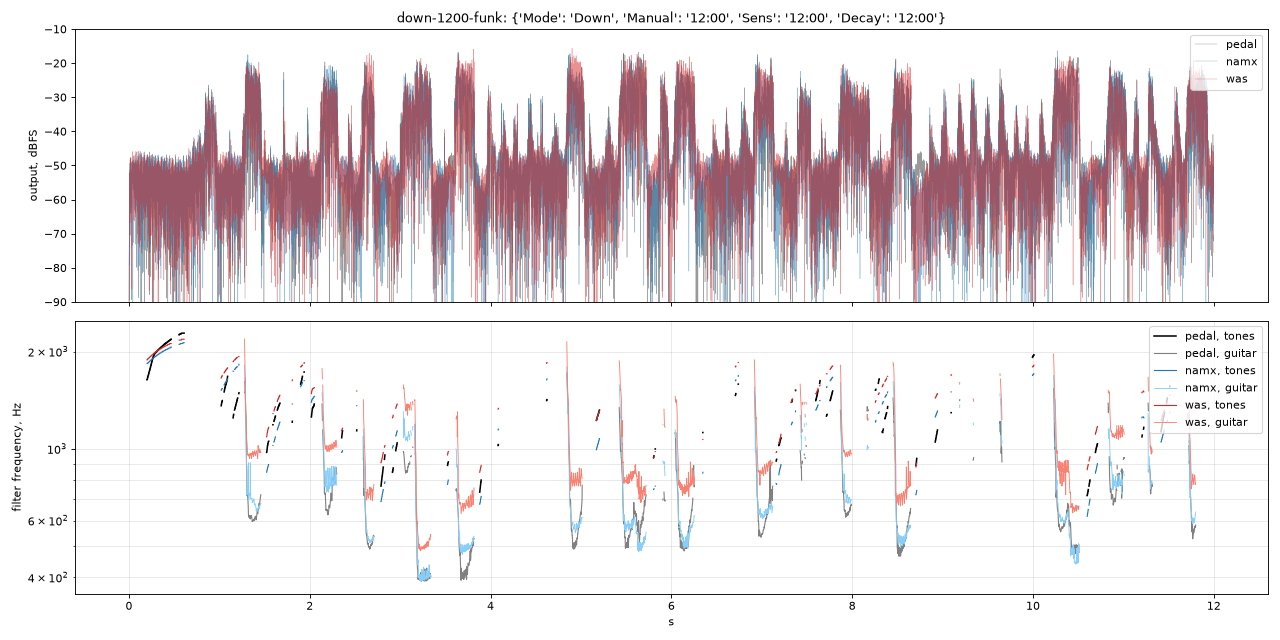 down-1200-funk: {'Mode': 'Down', 'Manual': '12:00', 'Sens': '12:00', 'Decay': '12:00'}
−10
−20
−30
−40
−50
−60
−70
−80
−90
output, dBFS
pedal
namx
was
2 × 10³
10³
6 × 10²
4 × 10²
filter frequency, Hz
pedal, tones
pedal, guitar
namx, tones
namx, guitar
was, tones
was, guitar
0 2 4 6 8 10 12
s